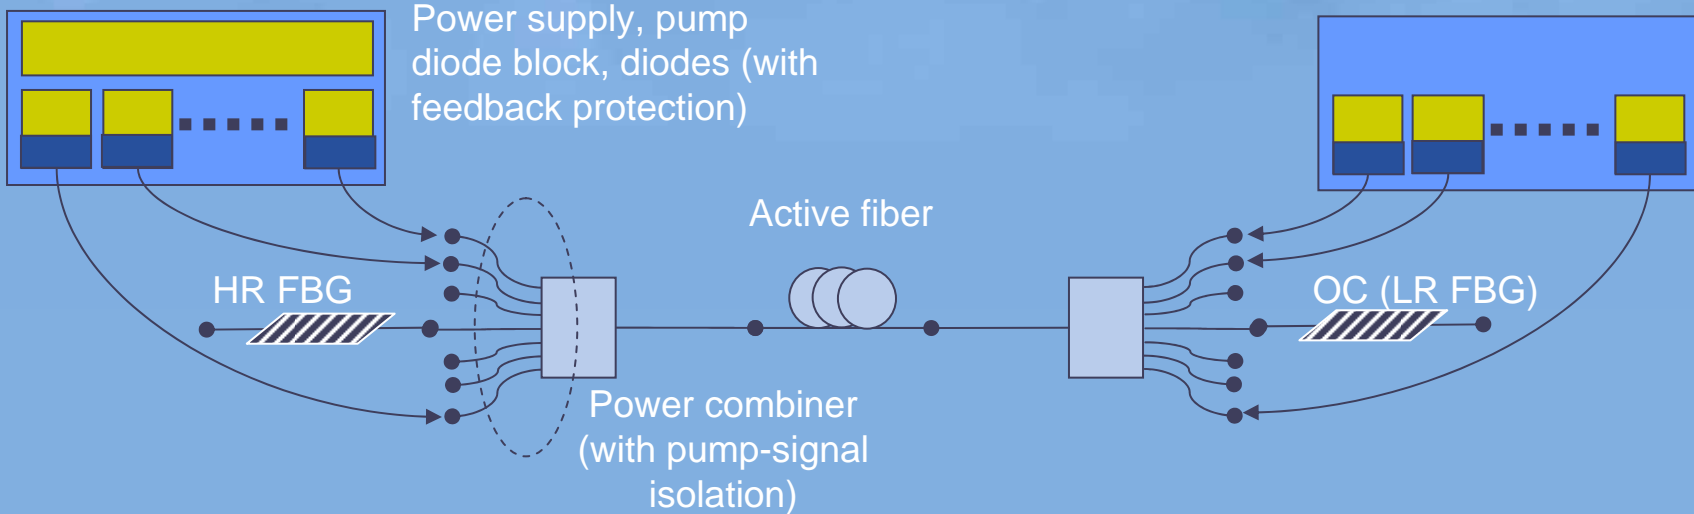 Power supply, pump
diode block, diodes (with
feedback protection)
Active fiber
HR FBG
OC (LR FBG)
Power combiner
(with pump-signal
isolation)